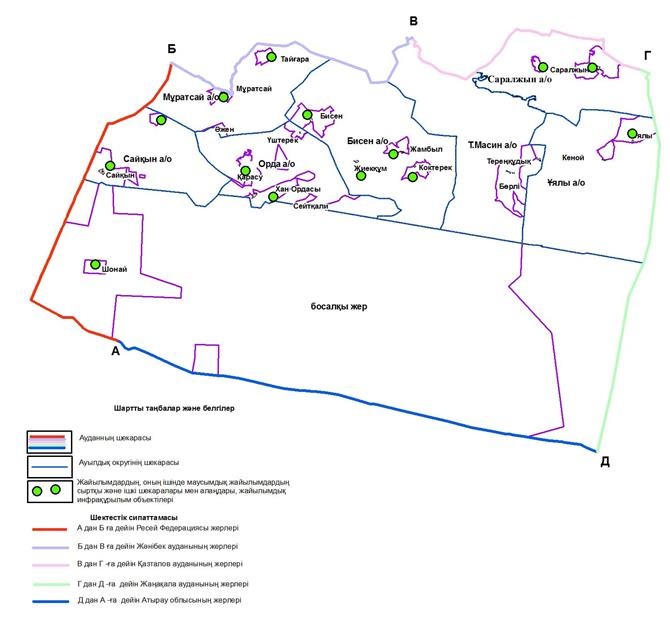 В
Б
Г
Тайғара
Саралжын
Саралжын а/о
Мұратсай
Мұратсай а/о
Бисен
Өжен
Үштерек
Бисен а/о
Жамбыл
Т.Масин а/о
Ұялы
Сайқын а/о
Сайқын
Орда а/о
Қарасу
Жиекқұм
Көктерек
Теренқұдық
Кеной
Берлі
Ұялы а/о
Хан Ордасы
Сейтқали
Шонай
босалқы жер
А
Д
Шартты таңбалар және белгілер
Ауданның шекарасы
Ауылдық округінің шекарасы
Жайылымдардың, оның ішінде маусымдық жайылымдардың
сыртқы және ішкі шекаралары мен алаңдары, жайылымдық
инфрақұрылым объектілері
Шектестік сипаттамасы
А дан Б ға дейін Ресей Федерациясы жерлері
Б дан В ға дейін Жәнібек ауданының жерлері
В дан Г -ға дейін Қазталов ауданының жерлері
Г дан Д -ға дейін Жаңақала ауданының жерлері
Д дан А -ға дейін Атырау облысының жерлері